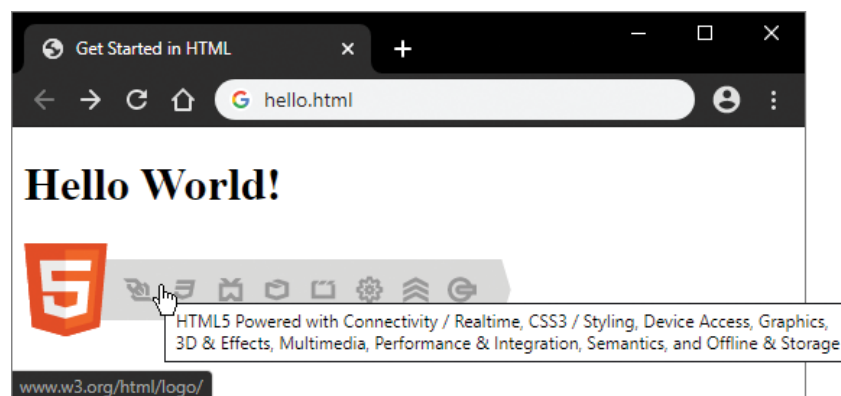 Get Started in HTML
hello.html
Hello World!
HTML5 Powered with Connectivity / Realtime, CSS3 / Styling, Device Access, Graphics,
3D & Effects, Multimedia, Performance & Integration, Semantics, and Offline & Storage
www.w3.org/html/logo/